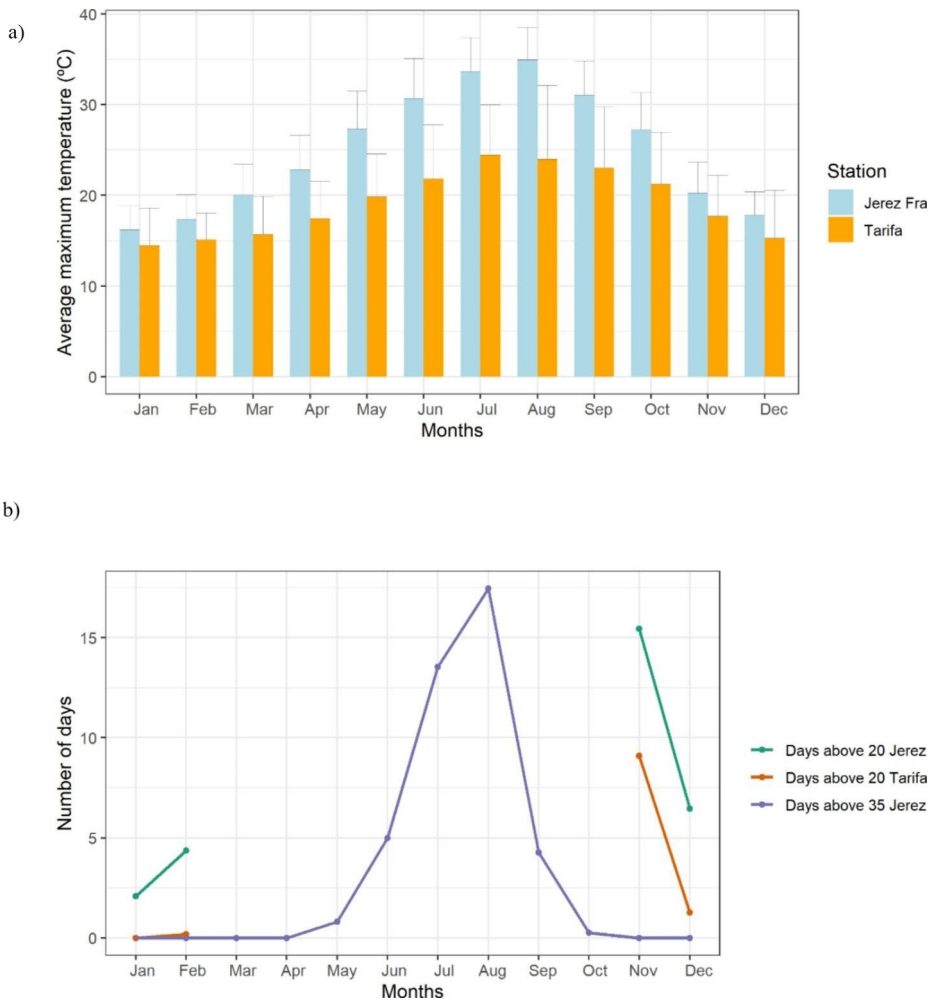 a)
Average maximum temperature (ºC)
40
30
20
10
0
Jan Feb Mar Apr May Jun Jul Aug Sep Oct Nov Dec
Months
Station
Jerez Fra
Tarifa
b)
Number of days
15
10
5
0
Jan Feb Mar Apr May Jun Jul Aug Sep Oct Nov Dec
Months
Days above 20 Jerez
Days above 20 Tarifa
Days above 35 Jerez